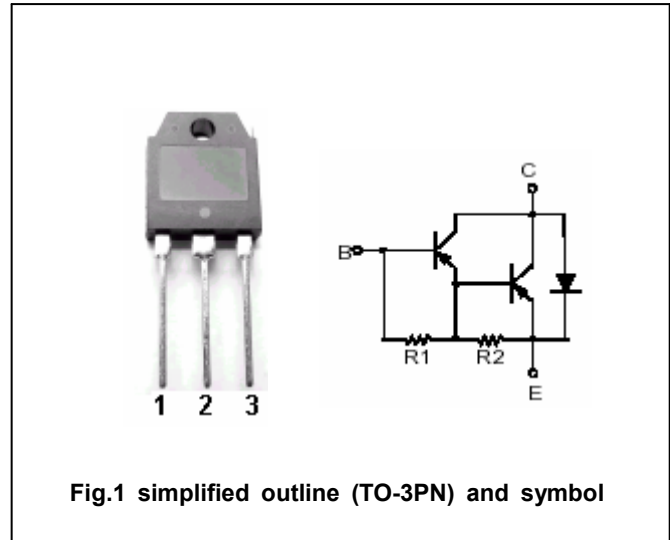 C
B
R1 R2
E
1 2 3
Fig.1 simplified outline (TO-3PN) and symbol